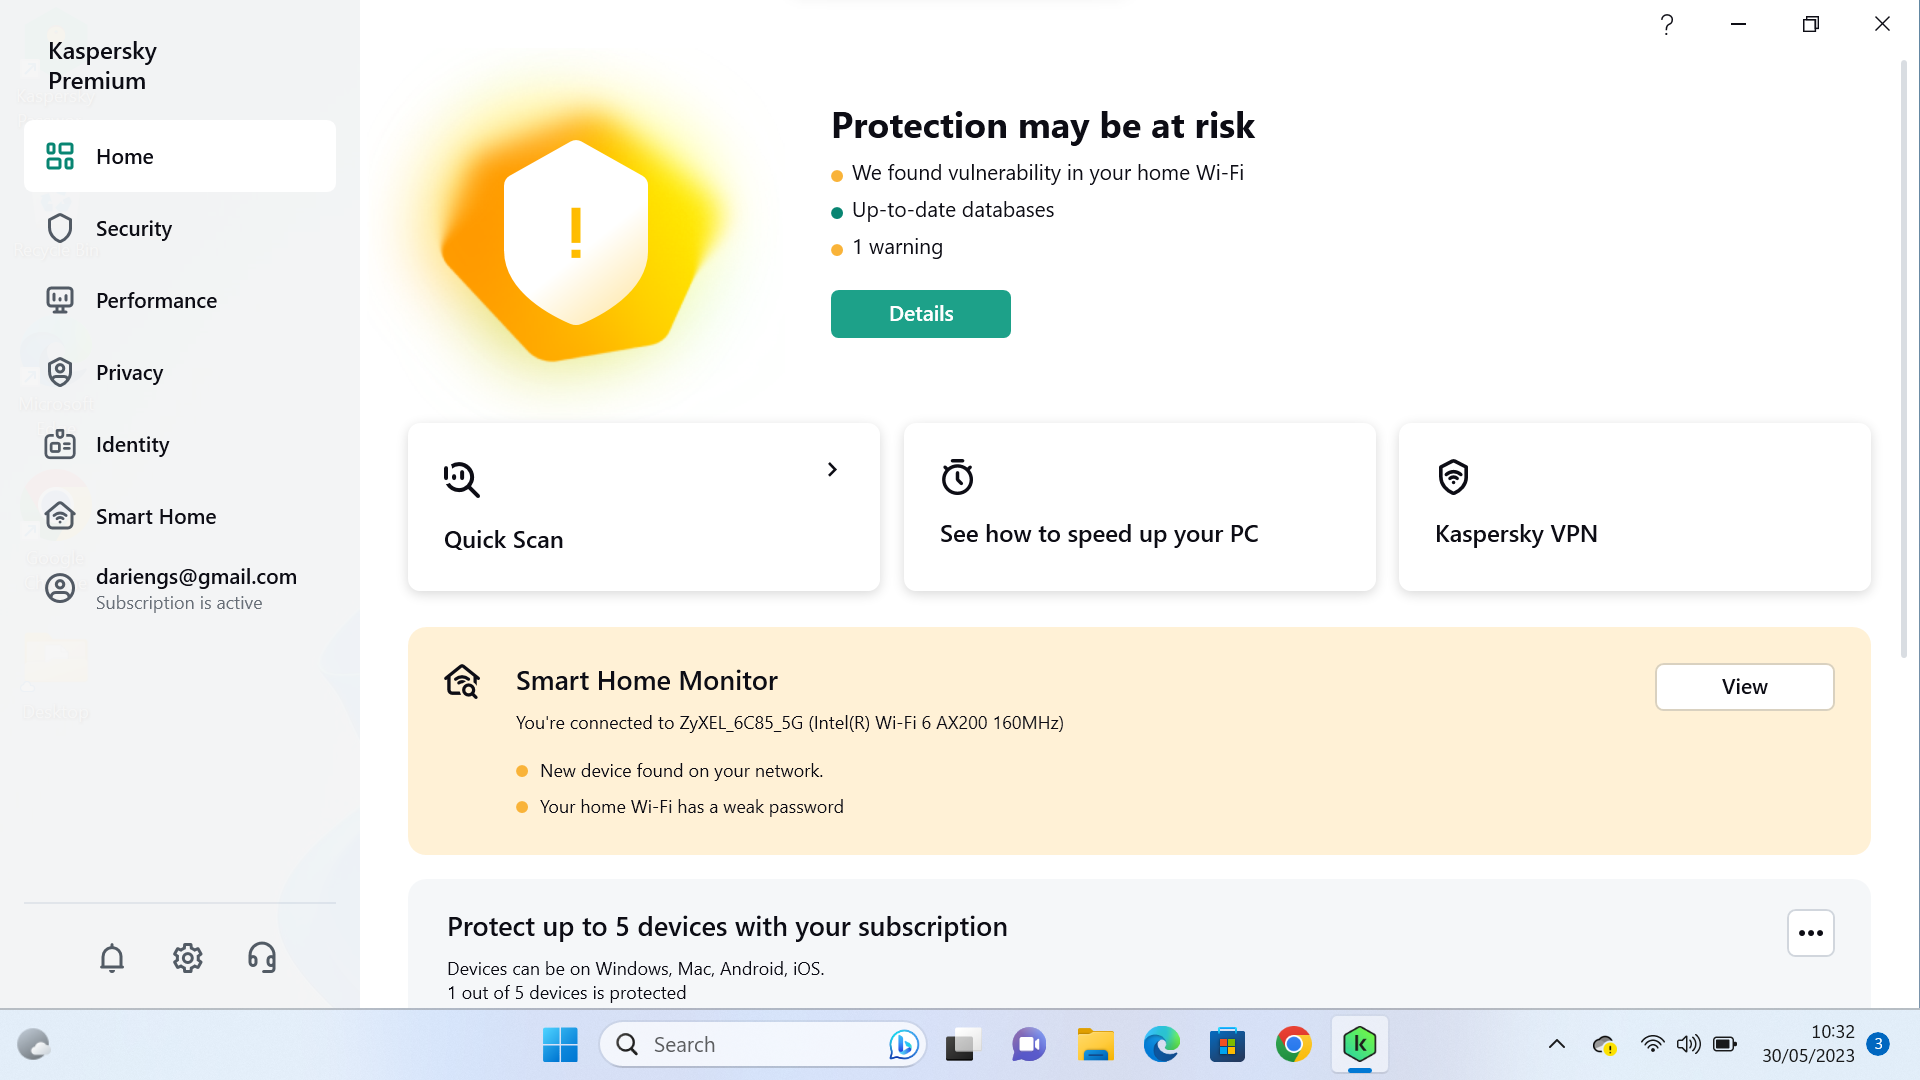 Kaspersky
Premium
Home
Security
Performance
Privacy
Identity
Smart Home
dariengs@gmail.com
Subscription is active
Protection may be at risk
We found vulnerability in your home Wi-Fi
Up-to-date databases
1 warning
Details
Quick Scan
See how to speed up your PC
Kaspersky VPN
Smart Home Monitor
You're connected to ZyXEL_6C85_5G (Intel(R) Wi-Fi 6 AX200 160MHz)
New device found on your network.
Your home Wi-Fi has a weak password
View
Protect up to 5 devices with your subscription
Devices can be on Windows, Mac, Android, iOS.
1 out of 5 devices is protected
Search
10:32
30/05/2023
3